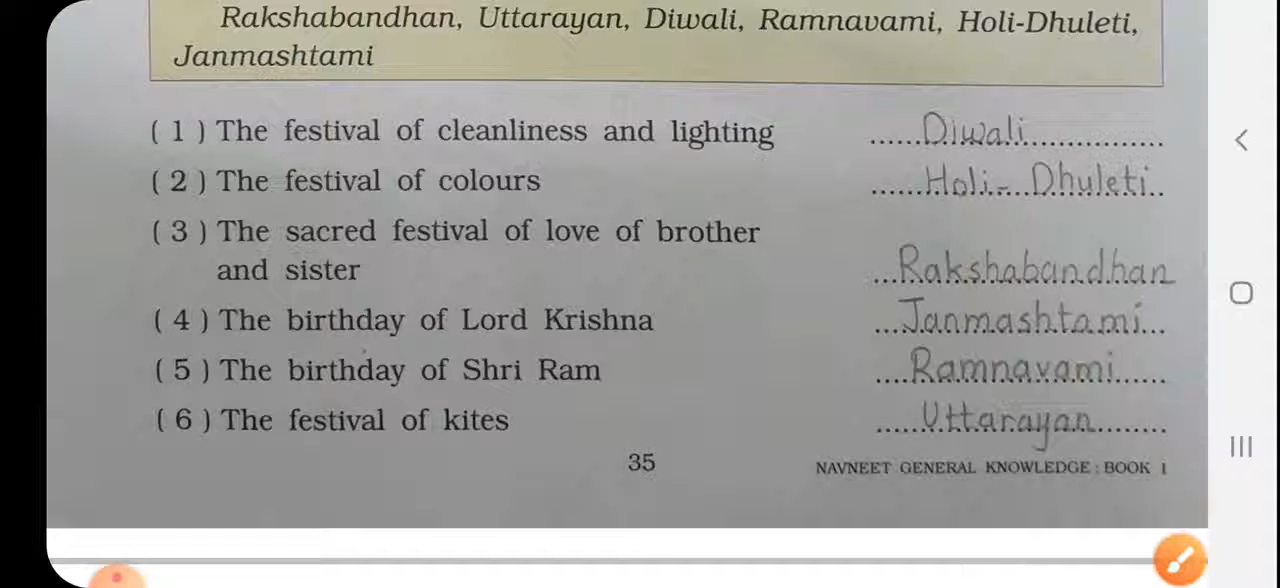 Rakshabandhan, Uttarayan, Diwali, Ramnavami, Holi-Dhuleti,
Janmashtami
( 1 ) The festival of cleanliness and lighting ......Diwali................
( 2 ) The festival of colours ......Holi-...Dhuleti..
( 3 ) The sacred festival of love of brother
and sister ...Rakshabandhan
( 4 ) The birthday of Lord Krishna ...Janmashtami...
( 5 ) The birthday of Shri Ram ....Ramnavami......
( 6 ) The festival of kites .....Uttarayan........
35 NAVNEET GENERAL KNOWLEDGE : BOOK 1